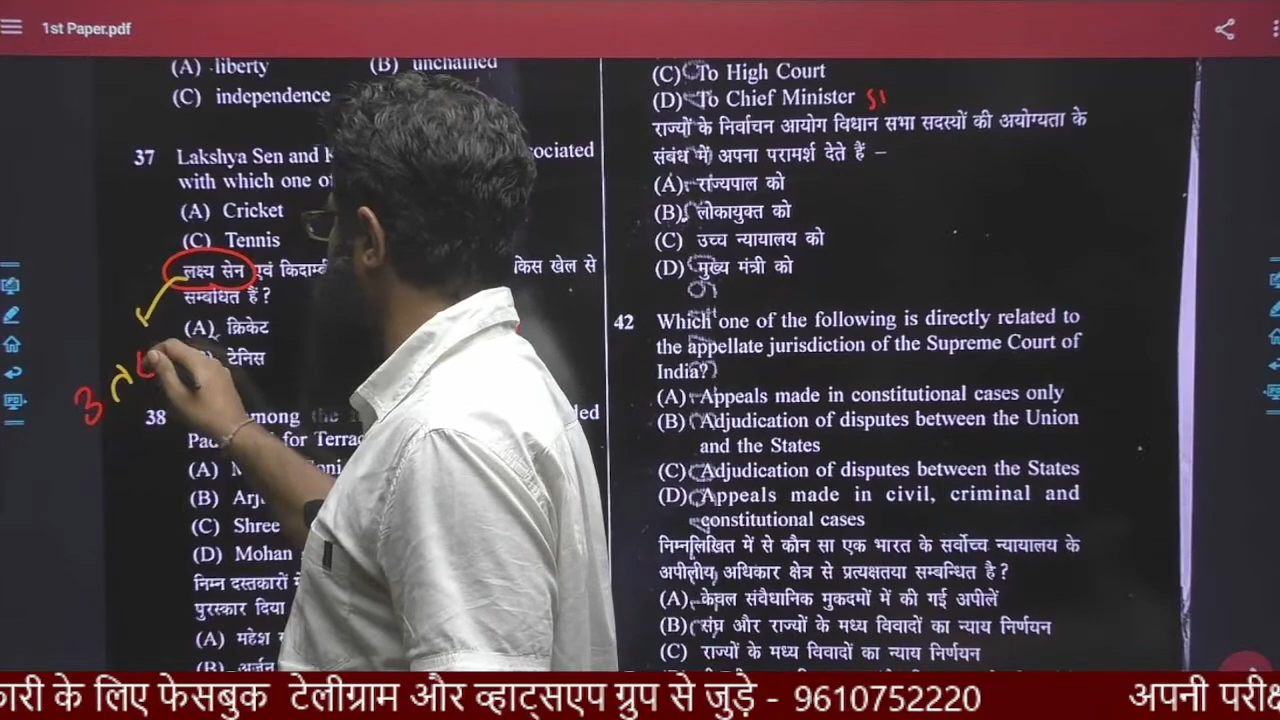 1st Paper.pdf
(A) liberty
(B) unchained
(C) independence
37 Lakshya Sen and
ociated
with which one of
(A) Cricket
(C) Tennis
लक्ष्य सेन एवं किदाम्बी
किस खेल से
सम्बंधित हैं?
(A) क्रिकेट
टेनिस
38
among the
ded
for Terrac
(A)
(B)
(C) Shree
(D) Mohan
निम्न दस्तकारों
पुरस्कार दिया
(A) महेश
(B) अर्जन
(C) To High Court
(D) To Chief Minister
राज्यों के निर्वाचन आयोग विधान सभा सदस्यों की अयोग्यता के
संबंध में अपना परामर्श देते हैं –
(A) राज्यपाल को
(B) लोकायुक्त को
(C) उच्च न्यायालय को
(D) मुख्य मंत्री को
42 Which one of the following is directly related to
the appellate jurisdiction of the Supreme Court of
India?
(A) Appeals made in constitutional cases only
(B) Adjudication of disputes between the Union
and the States
(C) Adjudication of disputes between the States
(D) Appeals made in civil, criminal and
constitutional cases
निम्नलिखित में से कौन सा एक भारत के सर्वोच्च न्यायालय के
अपीलीय अधिकार क्षेत्र से प्रत्यक्षतया सम्बन्धित है?
(A) केवल संवैधानिक मुकदमों में की गई अपीलें
(B) संघ और राज्यों के मध्य विवादों का न्याय निर्णयन
(C) राज्यों के मध्य विवादों का न्याय निर्णयन
कारी के लिए फेसबुक टेलीग्राम और व्हाट्सएप ग्रुप से जुड़े - 9610752220
अपनी परीक्ष